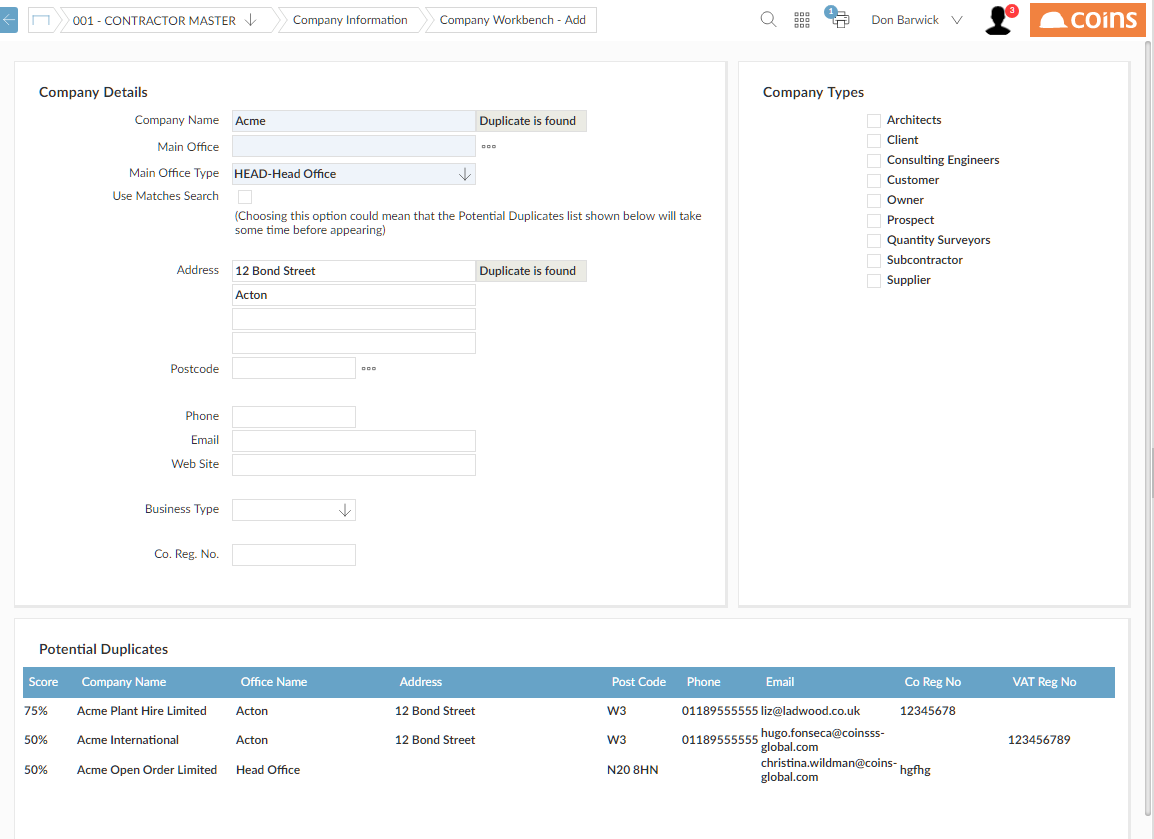 001 - CONTRACTOR MASTER
Company Information
Company Workbench - Add
1
Don Barwick
3
coins
Company Details
Company Name Acme Duplicate is found
Main Office
Main Office Type HEAD-Head Office
Use Matches Search
(Choosing this option could mean that the Potential Duplicates list shown below will take
some time before appearing)
Address 12 Bond Street Duplicate is found
Acton
Postcode
Phone
Email
Web Site
Business Type
Co. Reg. No.
Company Types
Architects
Client
Consulting Engineers
Customer
Owner
Prospect
Quantity Surveyors
Subcontractor
Supplier
Potential Duplicates
Score Company Name Office Name Address Post Code Phone Email Co Reg No VAT Reg No
75% Acme Plant Hire Limited Acton 12 Bond Street W3 01189555555 liz@ladwood.co.uk 12345678
50% Acme International Acton 12 Bond Street W3 01189555555 hugo.fonseca@coinsss-
global.com 123456789
50% Acme Open Order Limited Head Office N20 8HN christina.wildman@coins-
global.com hgfhg